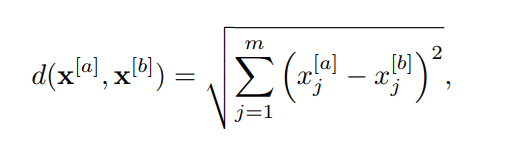 d(𝐱^{[a]}, 𝐱^{[b]}) = \sqrt{\sum_{j=1}^{m} \left( x_j^{[a]} - x_j^{[b]} \right)^2},